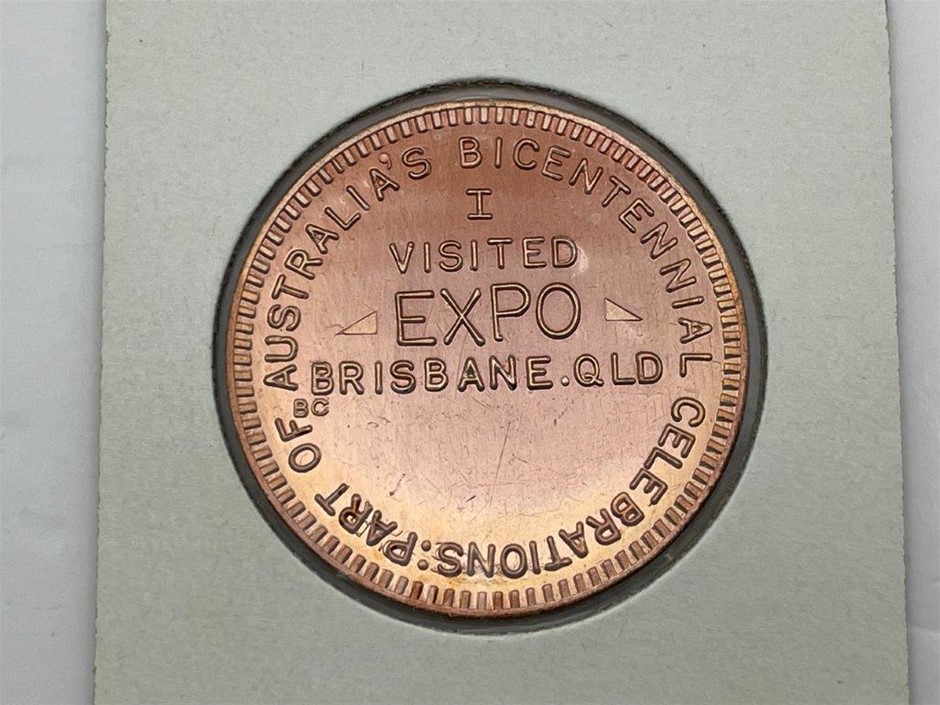 PART OF AUSTRALIA'S BICENTENNIAL CELEBRATIONS:
I
VISITED
EXPO
BRISBANE.QLD
BC